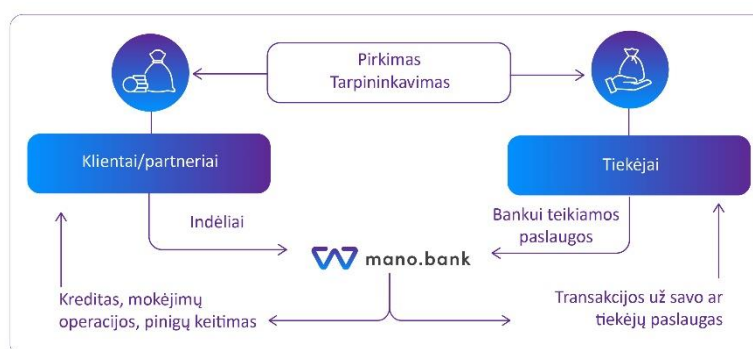 Pirkimas
Tarpininkavimas
Klientai/partneriai
Tiekėjai
Indėliai
Bankui teikiamos
paslaugos
mano.bank
Kreditas, mokėjimų
operacijos, pinigų keitimas
Transakcijos už savo ar
tiekėjų paslaugas